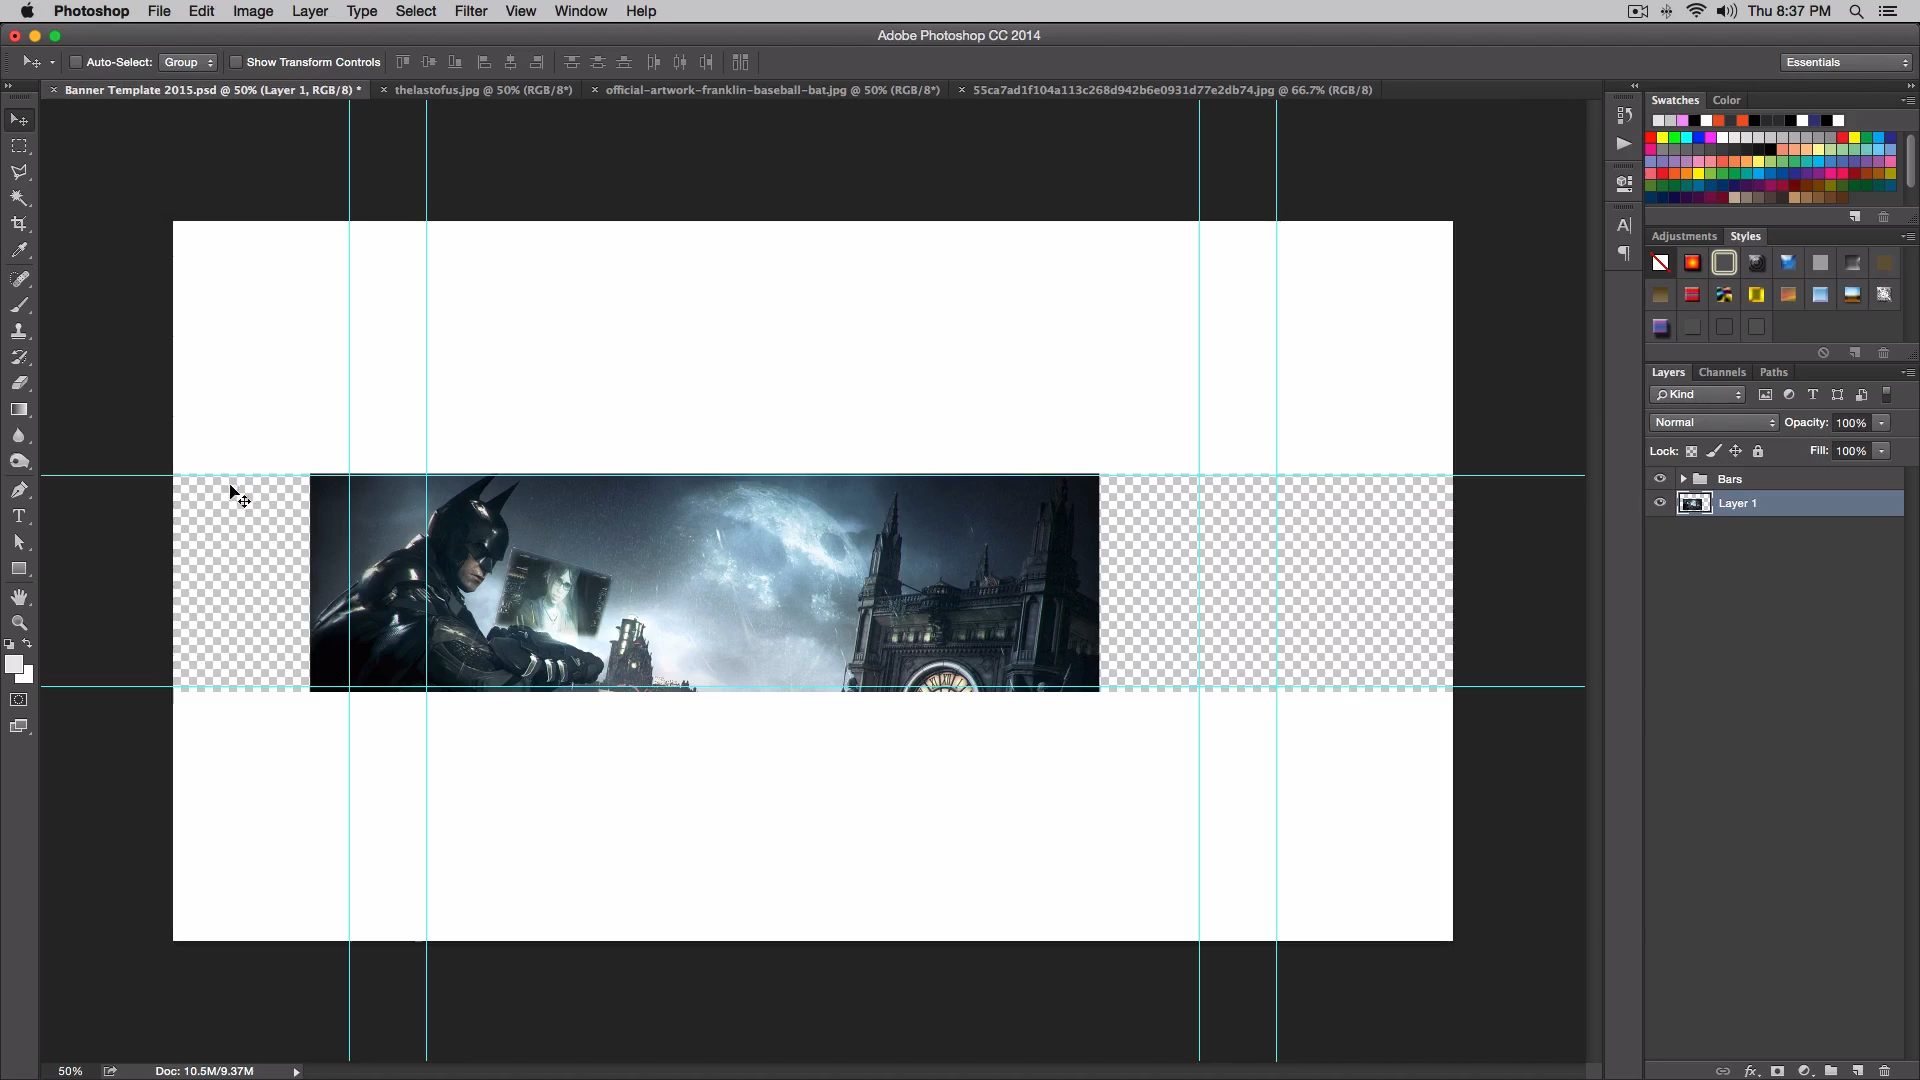 Photoshop File Edit Image Layer Type Select Filter View Window Help Thu 8:37 PM
Adobe Photoshop CC 2014
Auto-Select: Group Show Transform Controls Essentials
Banner Template 2015.psd @ 50% (Layer 1, RGB/8) * thelastofus.jpg @ 50% (RGB/8*) official-artwork-franklin-baseball-bat.jpg @ 50% (RGB/8*) 55ca7ad1f104a113c268d942b6e0931d77e2db74.jpg @ 66.7% (RGB/8)
Swatches Color
Adjustments Styles
Layers Channels Paths
Kind
Normal Opacity: 100%
Lock: Fill: 100%
Bars
Layer 1
50% Doc: 10.5M/9.37M